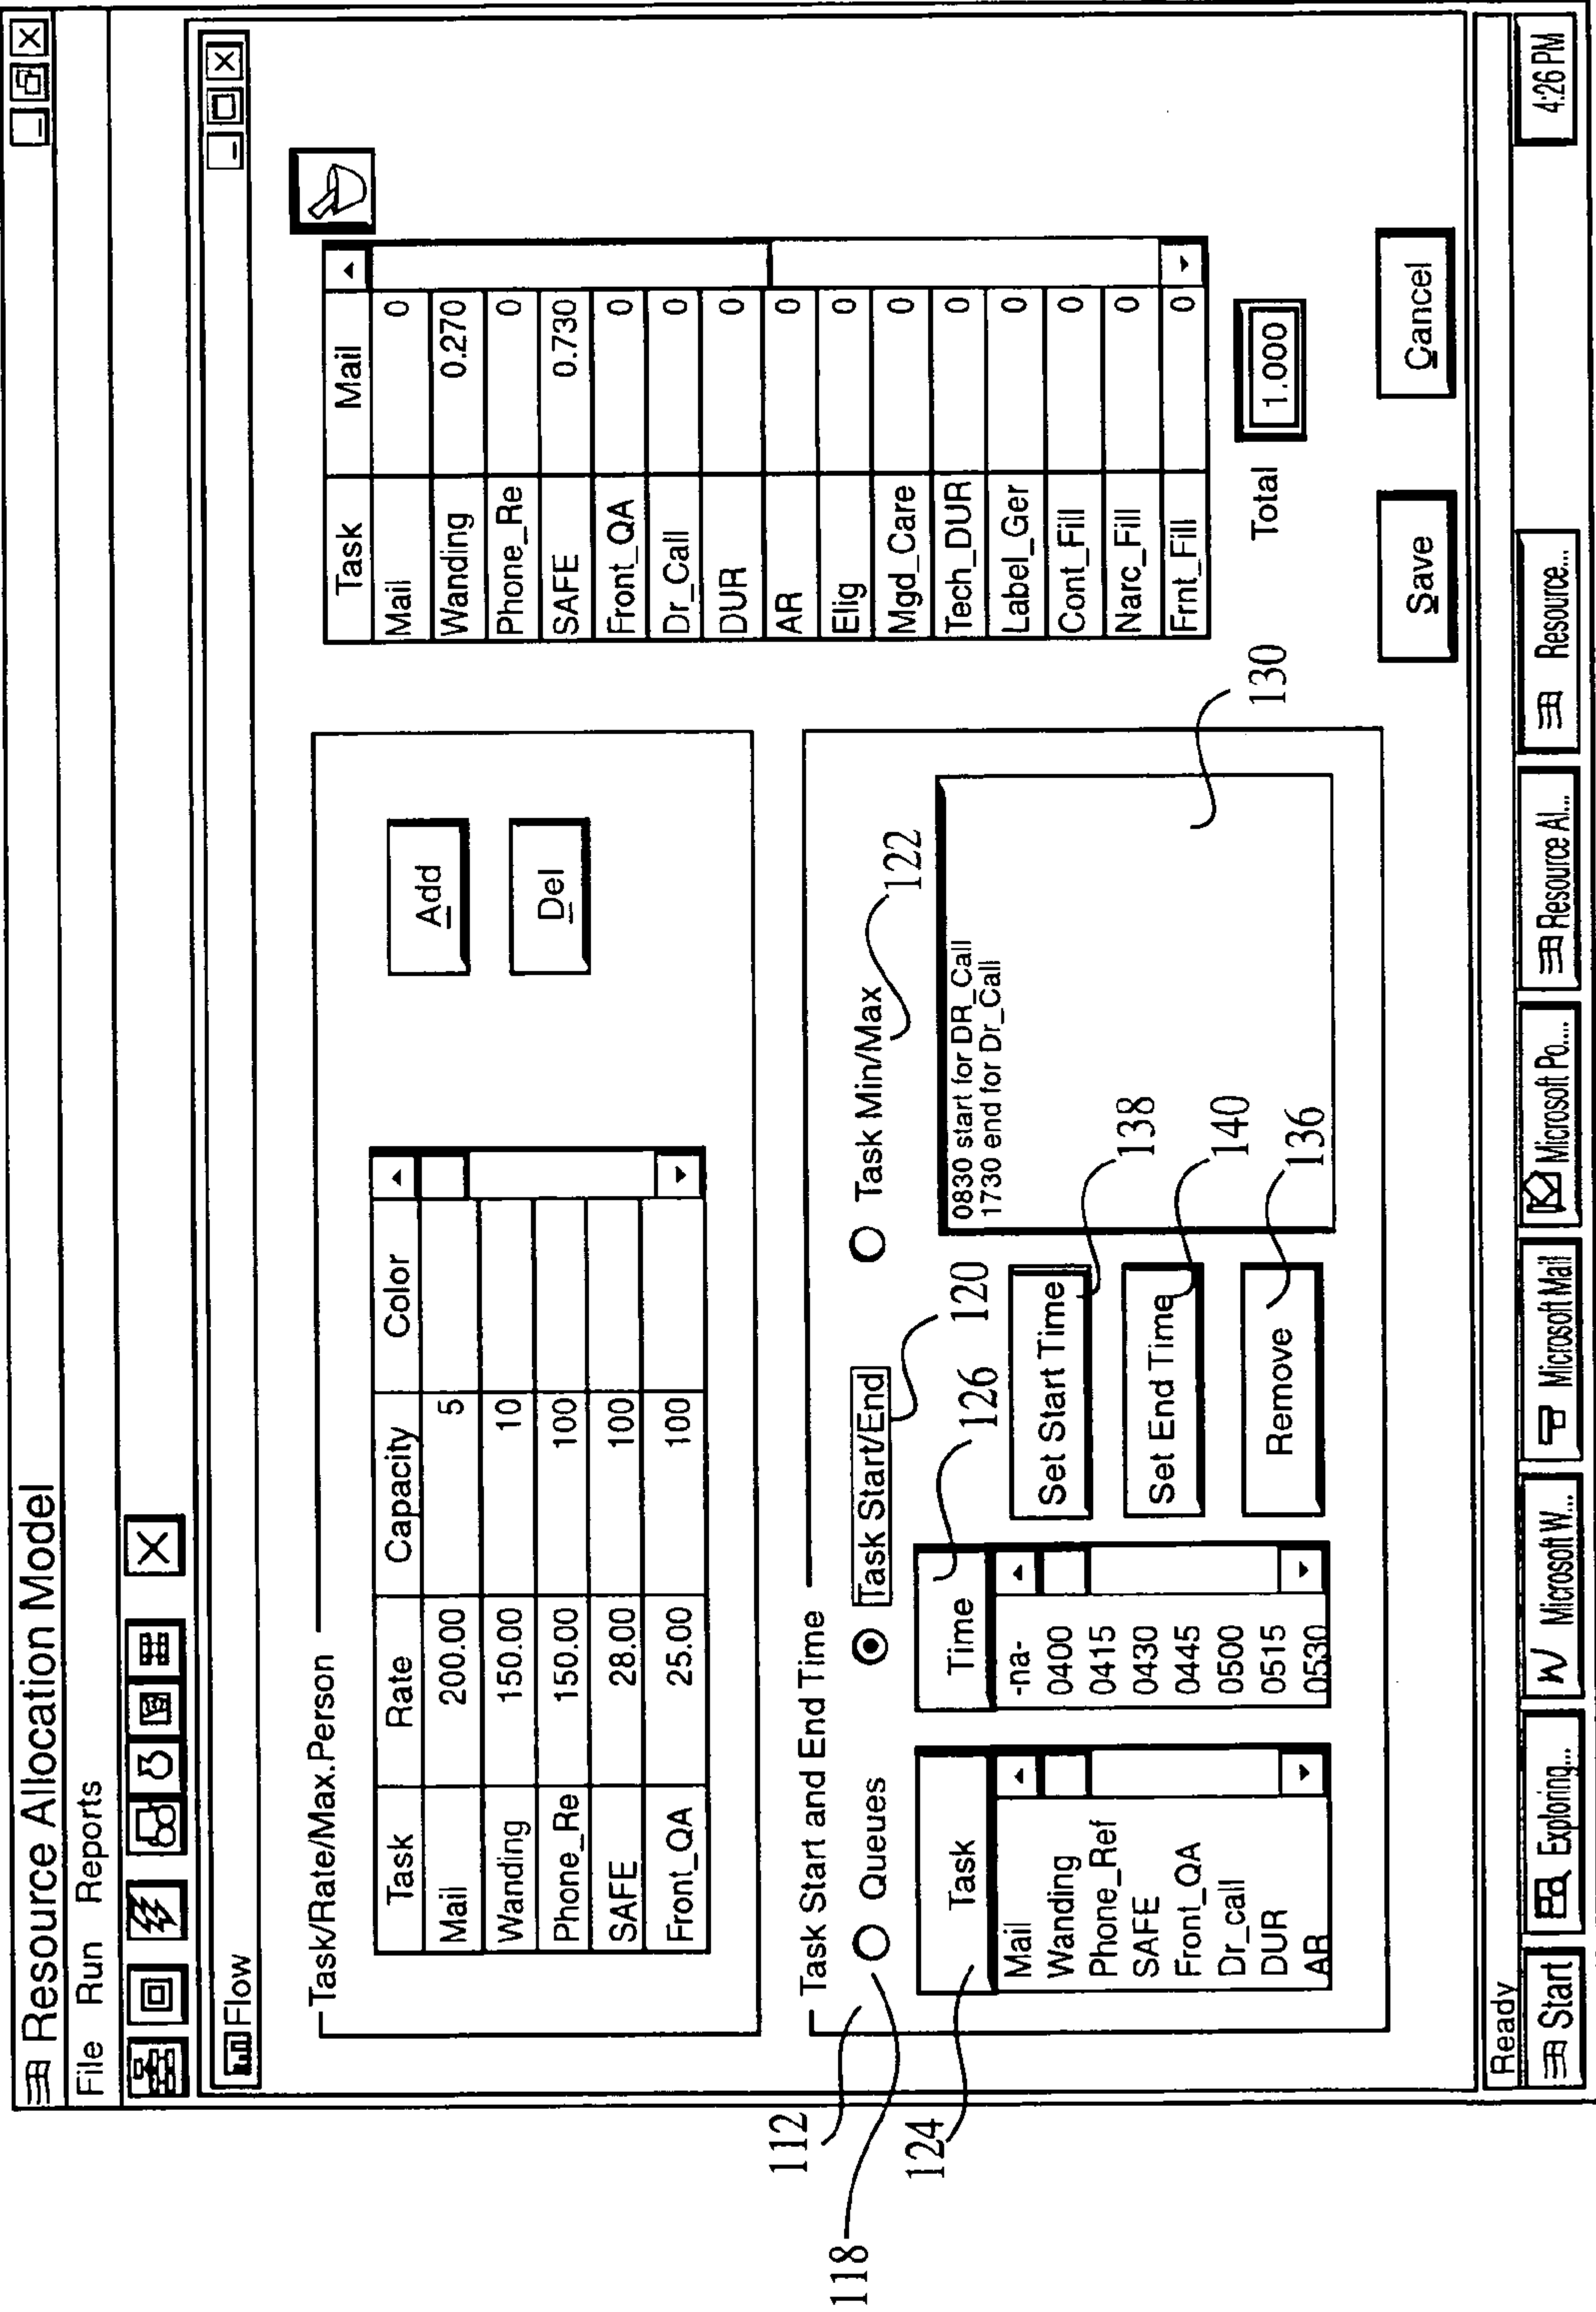 Resource Allocation Model
File Run Reports
Flow
Task/Rate/Max.Person
Task Rate Capacity Color
Mail 200.00 5
Wanding 150.00 10
Phone_Re 150.00 100
SAFE 28.00 100
Front_QA 25.00 100
Add
Del
Task Mail
Mail 0
Wanding 0.270
Phone_Re 0
SAFE 0.730
Front_QA 0
Dr_Call 0
DUR 0
AR 0
Elig 0
Mgd_Care 0
Tech_DUR 0
Label_Ger 0
Cont_Fill 0
Narc_Fill 0
Frnt_Fill 0
Total 1.000
Task Start and End Time
112
118
Queues
Task Start/End
120
Task Min/Max
122
124
Task
Mail
Wanding
Phone_Ref
SAFE
Front_QA
Dr_call
DUR
AR
126
Time
-na-
0400
0415
0430
0445
0500
0515
0530
Set Start Time
138
Set End Time
140
Remove
136
0830 start for DR_Call
1730 end for Dr_Call
130
Save
Cancel
Ready
Start
Exploring...
W Microsoft W...
Microsoft Mail
Microsoft Po...
Resource Al...
Resource...
4:26 PM